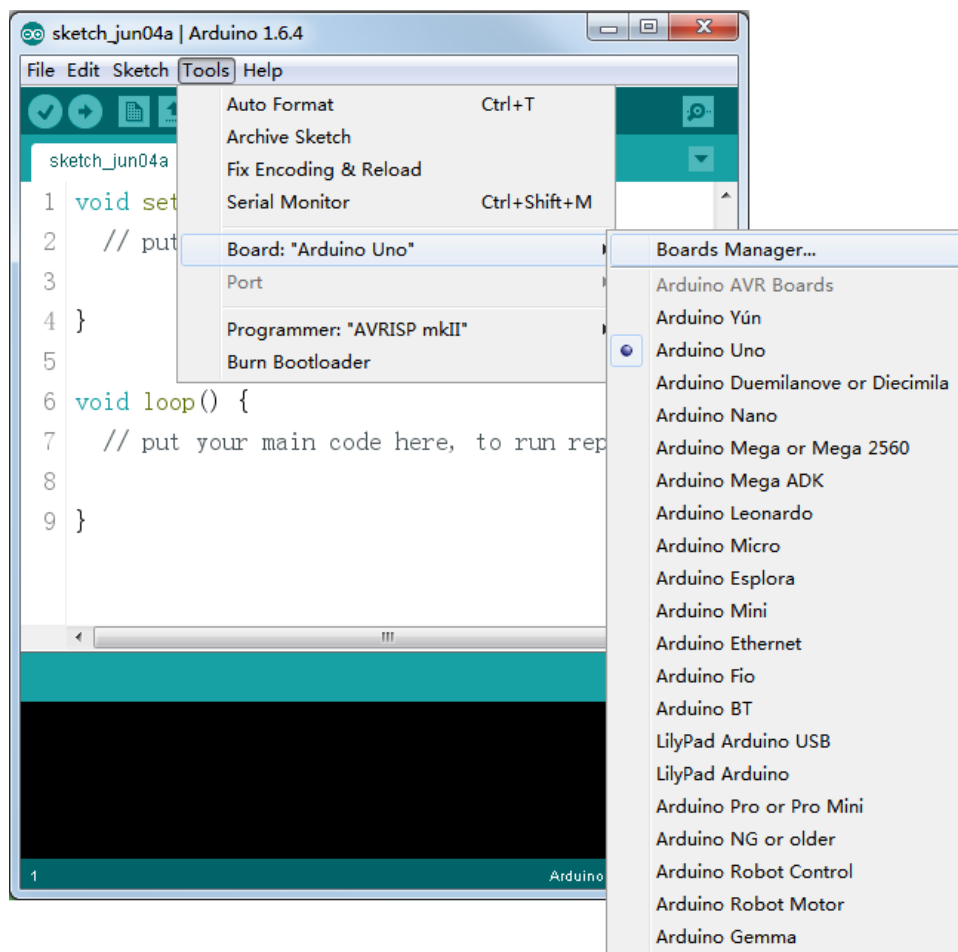 sketch_jun04a | Arduino 1.6.4
File Edit Sketch Tools Help
Auto Format Ctrl+T
Archive Sketch
Fix Encoding & Reload
Serial Monitor Ctrl+Shift+M
Board: "Arduino Uno"
Port
Programmer: "AVRISP mkII"
Burn Bootloader
sketch_jun04a
1 void set
2 // put
3
4 }
5
6 void loop() {
7 // put your main code here, to run rep
8
9 }
Boards Manager...
Arduino AVR Boards
Arduino Yún
Arduino Uno
Arduino Duemilanove or Diecimila
Arduino Nano
Arduino Mega or Mega 2560
Arduino Mega ADK
Arduino Leonardo
Arduino Micro
Arduino Esplora
Arduino Mini
Arduino Ethernet
Arduino Fio
Arduino BT
LilyPad Arduino USB
LilyPad Arduino
Arduino Pro or Pro Mini
Arduino NG or older
Arduino Robot Control
Arduino Robot Motor
Arduino Gemma
1 Arduino